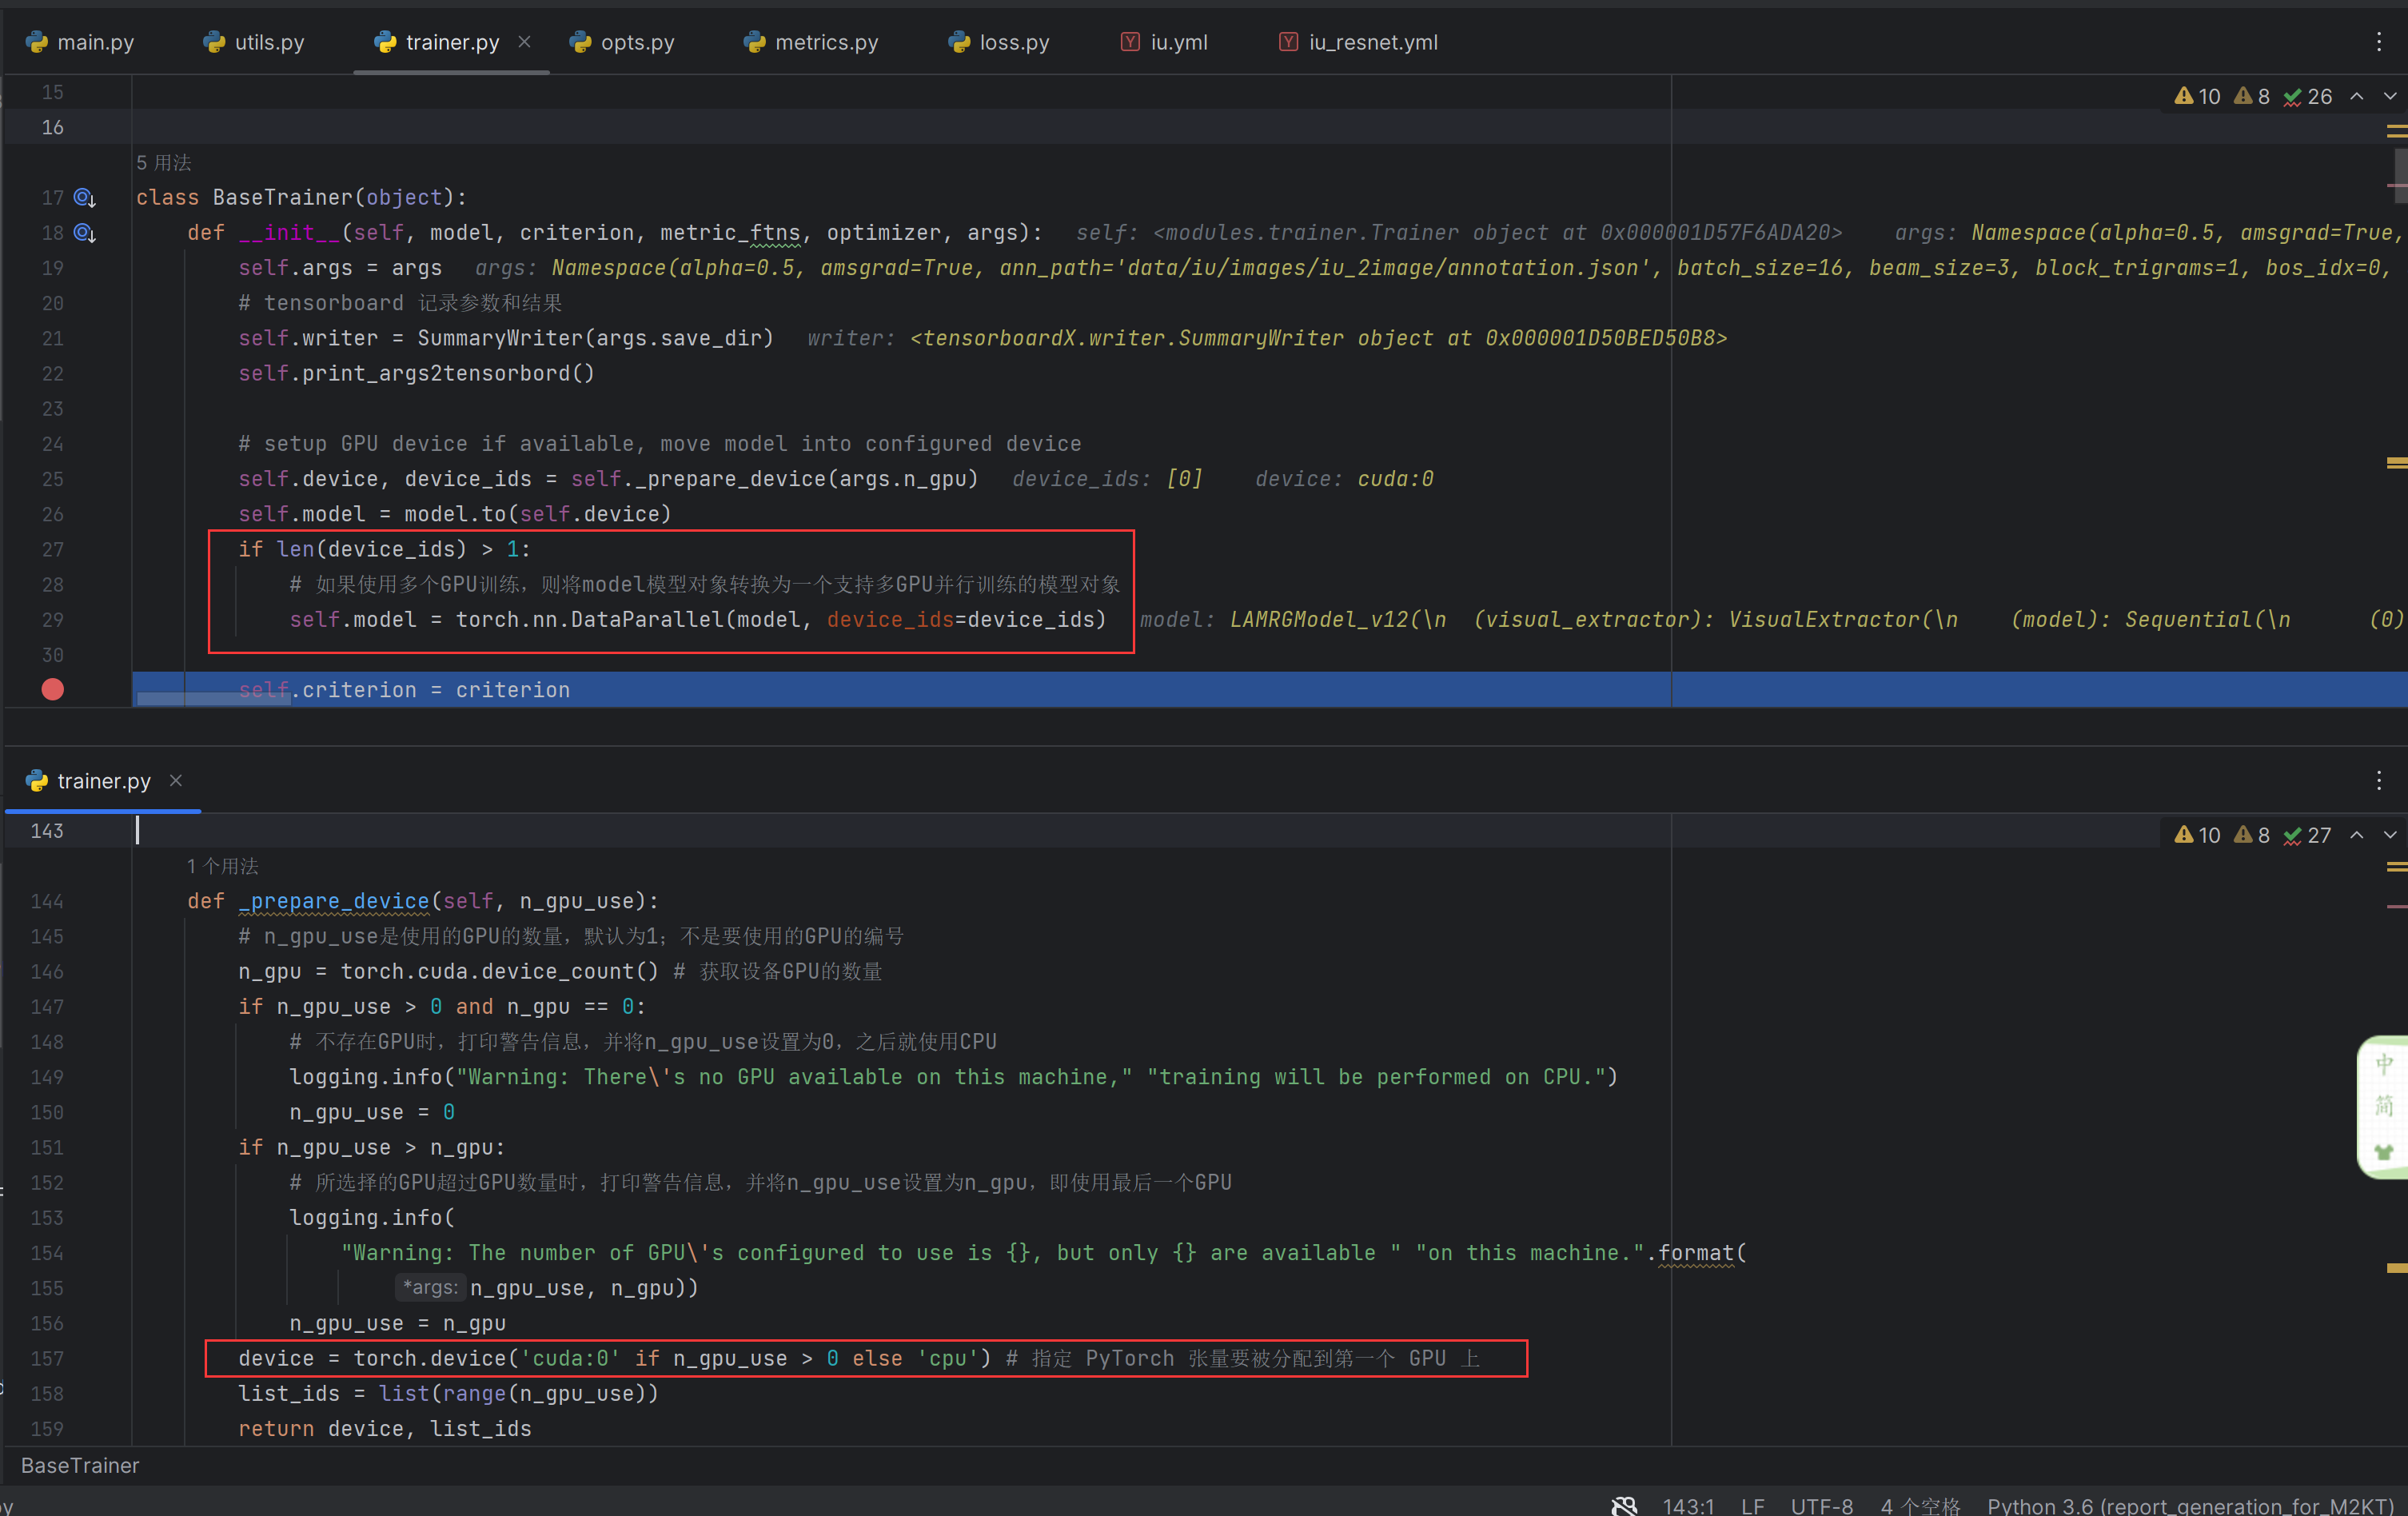 main.py utils.py trainer.py opts.py metrics.py loss.py iu.yml iu_resnet.yml
15
10 8 26
16
5 用法
17 class BaseTrainer(object):
18 def __init__(self, model, criterion, metric_ftns, optimizer, args): self: <modules.trainer.Trainer object at 0x000001D57F6ADA20> args: Namespace(alpha=0.5, amsgrad=True,
19 self.args = args args: Namespace(alpha=0.5, amsgrad=True, ann_path='data/iu/images/iu_2image/annotation.json', batch_size=16, beam_size=3, block_trigrams=1, bos_idx=0,
20 # tensorboard 记录参数和结果
21 self.writer = SummaryWriter(args.save_dir) writer: <tensorboardX.writer.SummaryWriter object at 0x000001D50BED50B8>
22 self.print_args2tensorbord()
23
24 # setup GPU device if available, move model into configured device
25 self.device, device_ids = self._prepare_device(args.n_gpu) device_ids: [0] device: cuda:0
26 self.model = model.to(self.device)
27 if len(device_ids) > 1:
28 # 如果使用多个GPU训练，则将model模型对象转换为一个支持多GPU并行训练的模型对象
29 self.model = torch.nn.DataParallel(model, device_ids=device_ids) model: LAMRGModel_v12(\n (visual_extractor): VisualExtractor(\n (model): Sequential(\n (0)
30
self.criterion = criterion
trainer.py
143
10 8 27
1 个用法
144 def _prepare_device(self, n_gpu_use):
145 # n_gpu_use是使用的GPU的数量，默认为1；不是要使用的GPU的编号
146 n_gpu = torch.cuda.device_count() # 获取设备GPU的数量
147 if n_gpu_use > 0 and n_gpu == 0:
148 # 不存在GPU时，打印警告信息，并将n_gpu_use设置为0，之后就使用CPU
149 logging.info("Warning: There\'s no GPU available on this machine," "training will be performed on CPU.")
150 n_gpu_use = 0
151 if n_gpu_use > n_gpu:
152 # 所选择的GPU超过GPU数量时，打印警告信息，并将n_gpu_use设置为n_gpu，即使用最后一个GPU
153 logging.info(
154 "Warning: The number of GPU\'s configured to use is {}, but only {} are available " "on this machine.".format(
155 *args: n_gpu_use, n_gpu))
156 n_gpu_use = n_gpu
157 device = torch.device('cuda:0' if n_gpu_use > 0 else 'cpu') # 指定 PyTorch 张量要被分配到第一个 GPU 上
158 list_ids = list(range(n_gpu_use))
159 return device, list_ids
中
简
BaseTrainer
143:1 LF UTF-8 4 个空格 Python 3.6 (report_generation_for_M2KT)